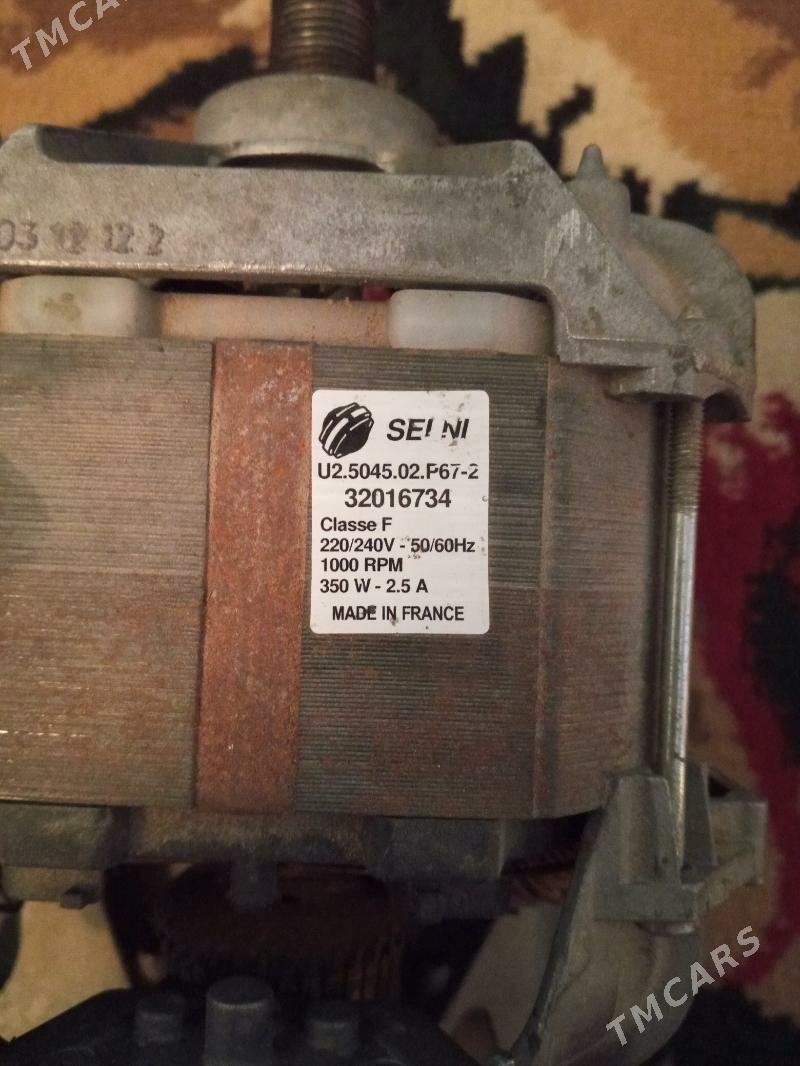 TMCARS
03 12 12 2
SELNI
U2.5045.02.P67-2
32016734
Classe F
220/240V - 50/60Hz
1000 RPM
350 W - 2.5 A
MADE IN FRANCE
TMCARS